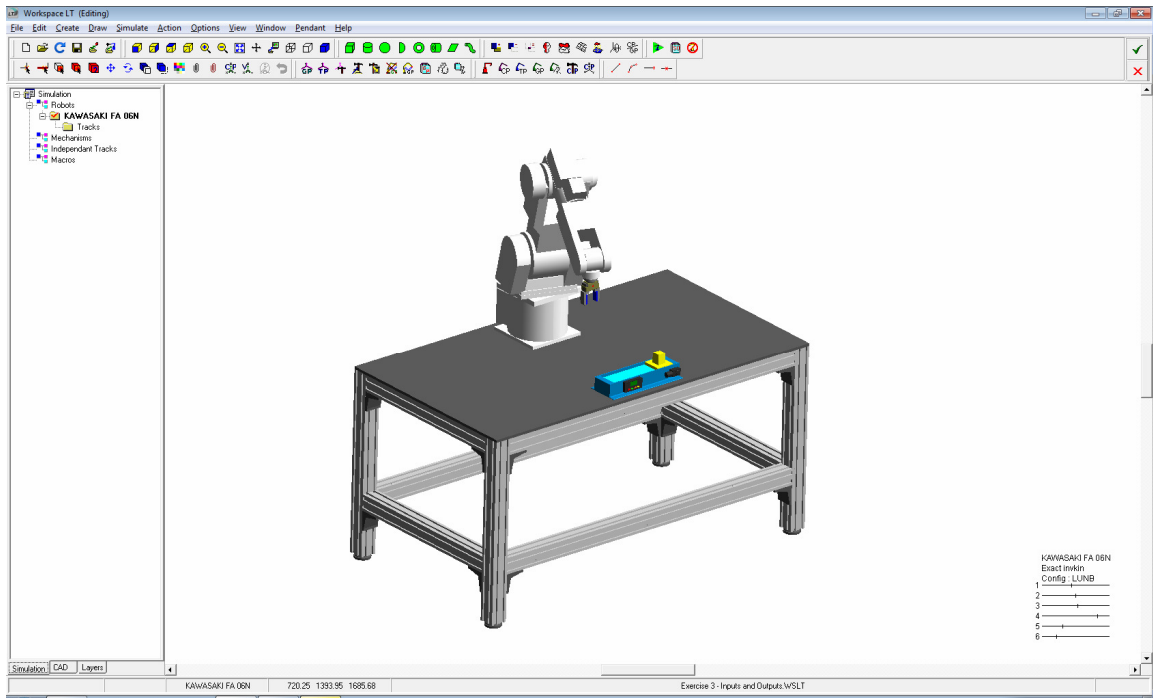 Workspace LT (Editing)
File Edit Create Draw Simulate Action Options View Window Pendant Help
Simulation
Robots
KAWASAKI FA 06N
Tracks
Mechanisms
Independant Tracks
Macros
KAWASAKI FA 06N
Exact invkin
Config : LUNB
1
2
3
4
5
6
Simulation CAD Layers
KAWASAKI FA 06N 720.25 1393.95 1685.68 Exercise 3 - Inputs and Outputs.WSLT